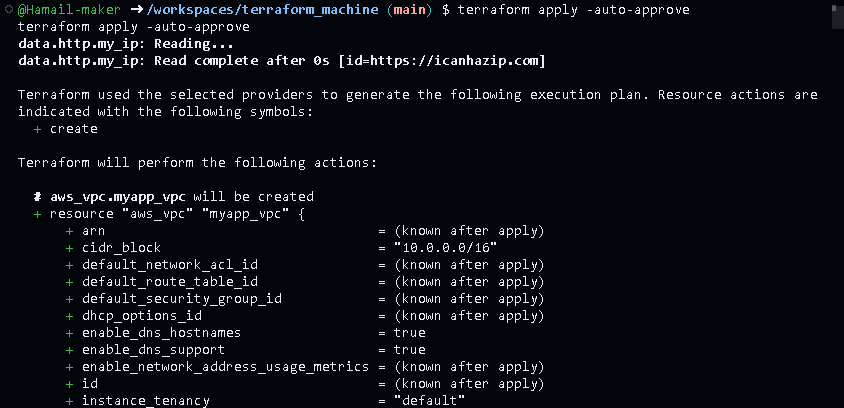 @Hamail-maker ➜ /workspaces/terraform_machine (main) $ terraform apply -auto-approve
terraform apply -auto-approve
data.http.my_ip: Reading...
data.http.my_ip: Read complete after 0s [id=https://icanhazip.com]
Terraform used the selected providers to generate the following execution plan. Resource actions are
indicated with the following symbols:
+ create
Terraform will perform the following actions:
# aws_vpc.myapp_vpc will be created
+ resource "aws_vpc" "myapp_vpc" {
+ arn = (known after apply)
+ cidr_block = "10.0.0.0/16"
+ default_network_acl_id = (known after apply)
+ default_route_table_id = (known after apply)
+ default_security_group_id = (known after apply)
+ dhcp_options_id = (known after apply)
+ enable_dns_hostnames = true
+ enable_dns_support = true
+ enable_network_address_usage_metrics = (known after apply)
+ id = (known after apply)
+ instance_tenancy = "default"